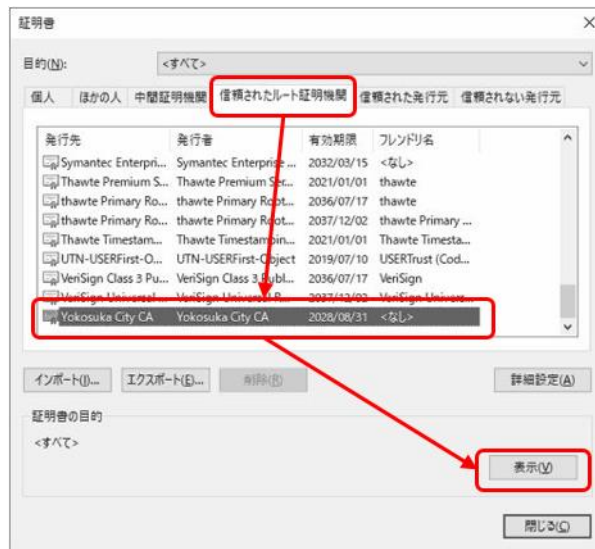 証明書
目的(N): <すべて>
個人 ほかの人 中間証明機関 信頼されたルート証明機関 信頼された発行元 信頼されない発行元
発行先 発行者 有効期限 フレンドリ名
Symantec Enterpri... Symantec Enterprise ... 2032/03/15 <なし>
Thawte Premium S... Thawte Premium Ser... 2021/01/01 thawte
thawte Primary Ro... thawte Primary Root... 2036/07/17 thawte
thawte Primary Ro... thawte Primary Root... 2037/12/02 thawte Primary ...
Thawte Timestam... Thawte Timestampin... 2021/01/01 Thawte Timesta...
UTN-USERFirst-O... UTN-USERFirst-Object 2019/07/10 USERTrust (Cod...
VeriSign Class 3 Pu... VeriSign Class 3 Publ... 2036/07/17 VeriSign
VeriSign Universal ... VeriSign Universal R... 2037/12/02 VeriSign Univers...
Yokosuka City CA Yokosuka City CA 2028/08/31 <なし>
インポート(I)... エクスポート(E)... 削除(R) 詳細設定(A)
証明書の目的
<すべて>
表示(V)
閉じる(C)